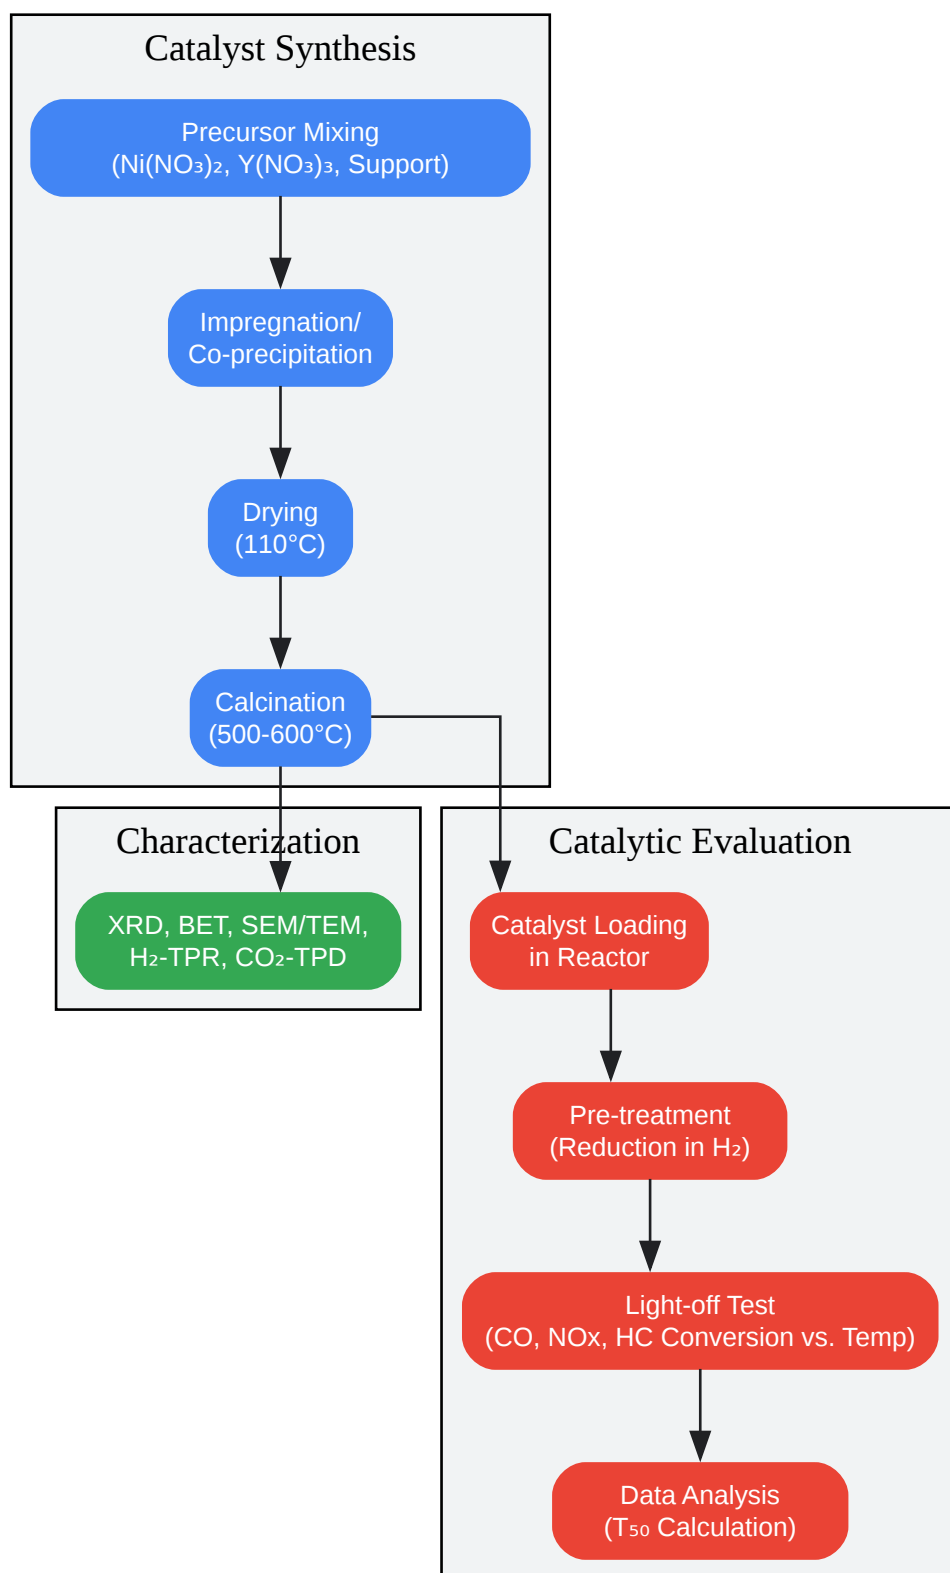 Catalyst Synthesis
Precursor Mixing
(Ni(NO₃)₂, Y(NO₃)₃, Support)
Impregnation/
Co-precipitation
Drying
(110°C)
Calcination
(500-600°C)
Characterization
XRD, BET, SEM/TEM,
H₂-TPR, CO₂-TPD
Catalytic Evaluation
Catalyst Loading
in Reactor
Pre-treatment
(Reduction in H₂)
Light-off Test
(CO, NOx, HC Conversion vs. Temp)
Data Analysis
(T₅₀ Calculation)